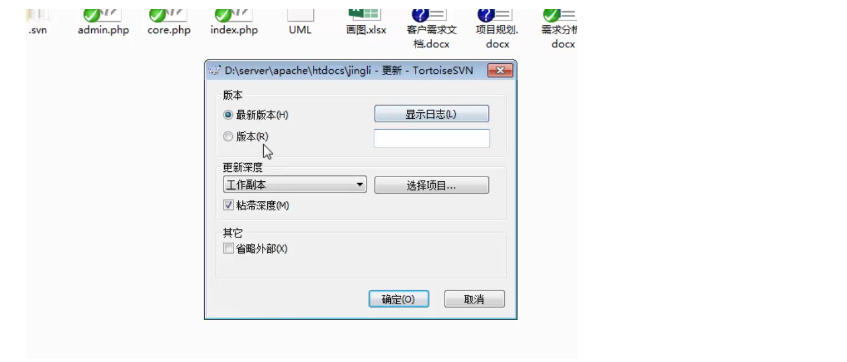 .svn
admin.php
core.php
index.php
UML
画图.xlsx
客户需求文
档.docx
项目规划.
docx
需求分析
docx
D:\server\apache\htdocs\jingli - 更新 - TortoiseSVN
版本
最新版本(H)
显示日志(L)
版本(R)
更新深度
工作副本
选择项目...
粘滞深度(M)
其它
省略外部(X)
确定(O)
取消